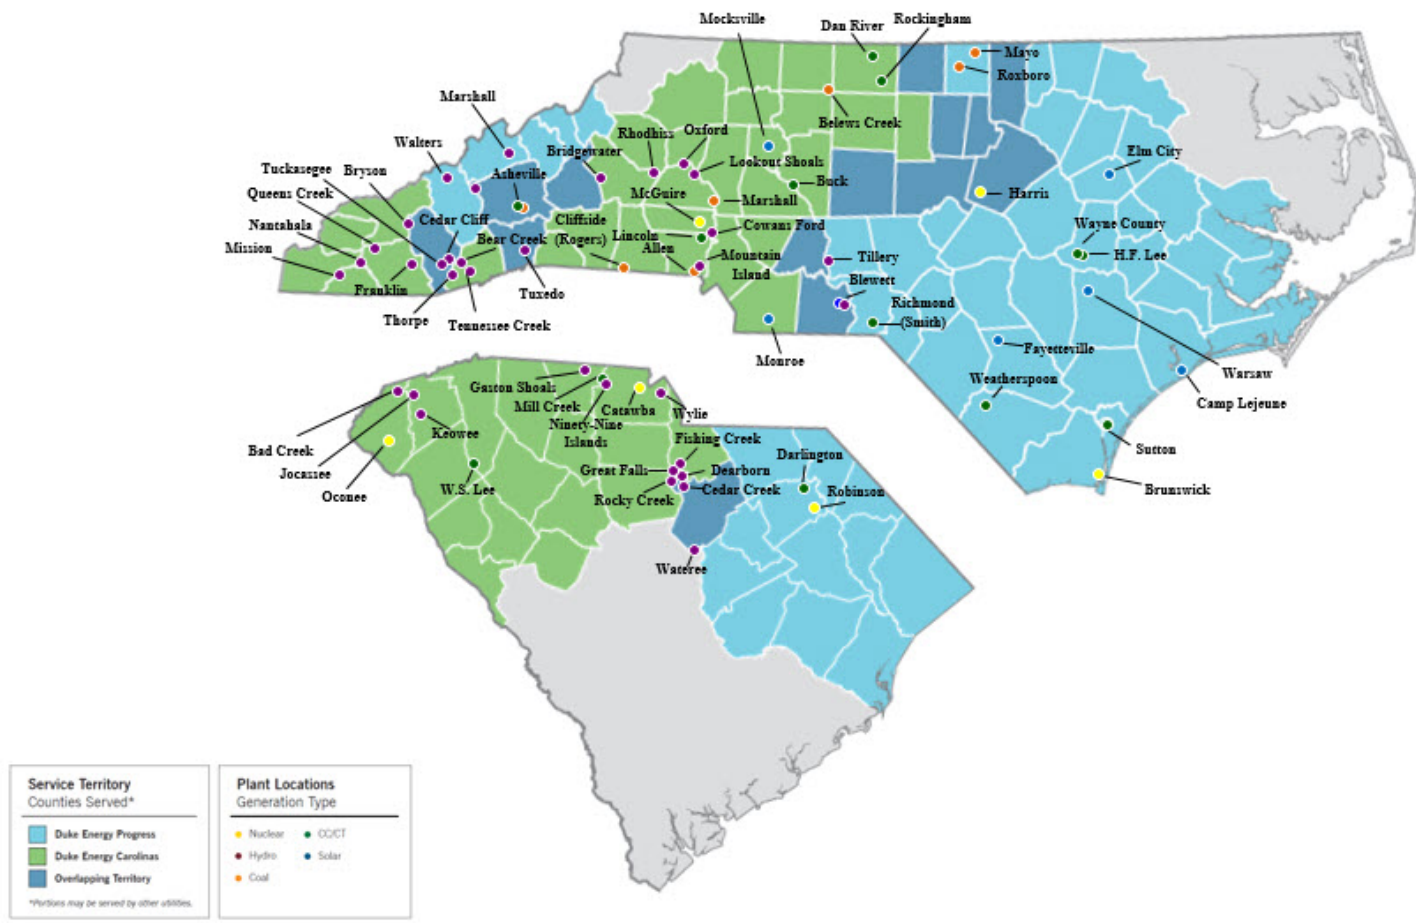 Mocksville
Dan River
Rockingham
Mayo
Roxboro
Marshall
Belews Creek
Rhodhiss
Oxford
Walters
Bridgewater
Lookout Shoals
Elm City
Tuckasegee
Bryson
Asheville
Buck
Queens Creek
McGuire
Marshall
Harris
Nantahala
Cedar Cliff
Cliffside
(Rogers)
Lincoln
Cowans Ford
Wayne County
Mission
Bear Creek
Allen
Mountain
Island
Tillery
H.F. Lee
Franklin
Tuxedo
Blewett
Thorpe
Tennessee Creek
Richmond
(Smith)
Monroe
Fayetteville
Warsaw
Weatherspoon
Camp Lejeune
Gaston Shoals
Mill Creek
Catawba
Wylie
Ninety-Nine
Islands
Keowee
Bad Creek
Jocassee
Oconee
W.S. Lee
Fishing Creek
Great Falls
Dearborn
Rocky Creek
Cedar Creek
Darlington
Robinson
Sutton
Brunswick
Wateree
Service Territory
Counties Served*
Duke Energy Progress
Duke Energy Carolinas
Overlapping Territory
*Portions may be served by other utilities.
Plant Locations
Generation Type
Nuclear
CC/CT
Hydro
Solar
Coal